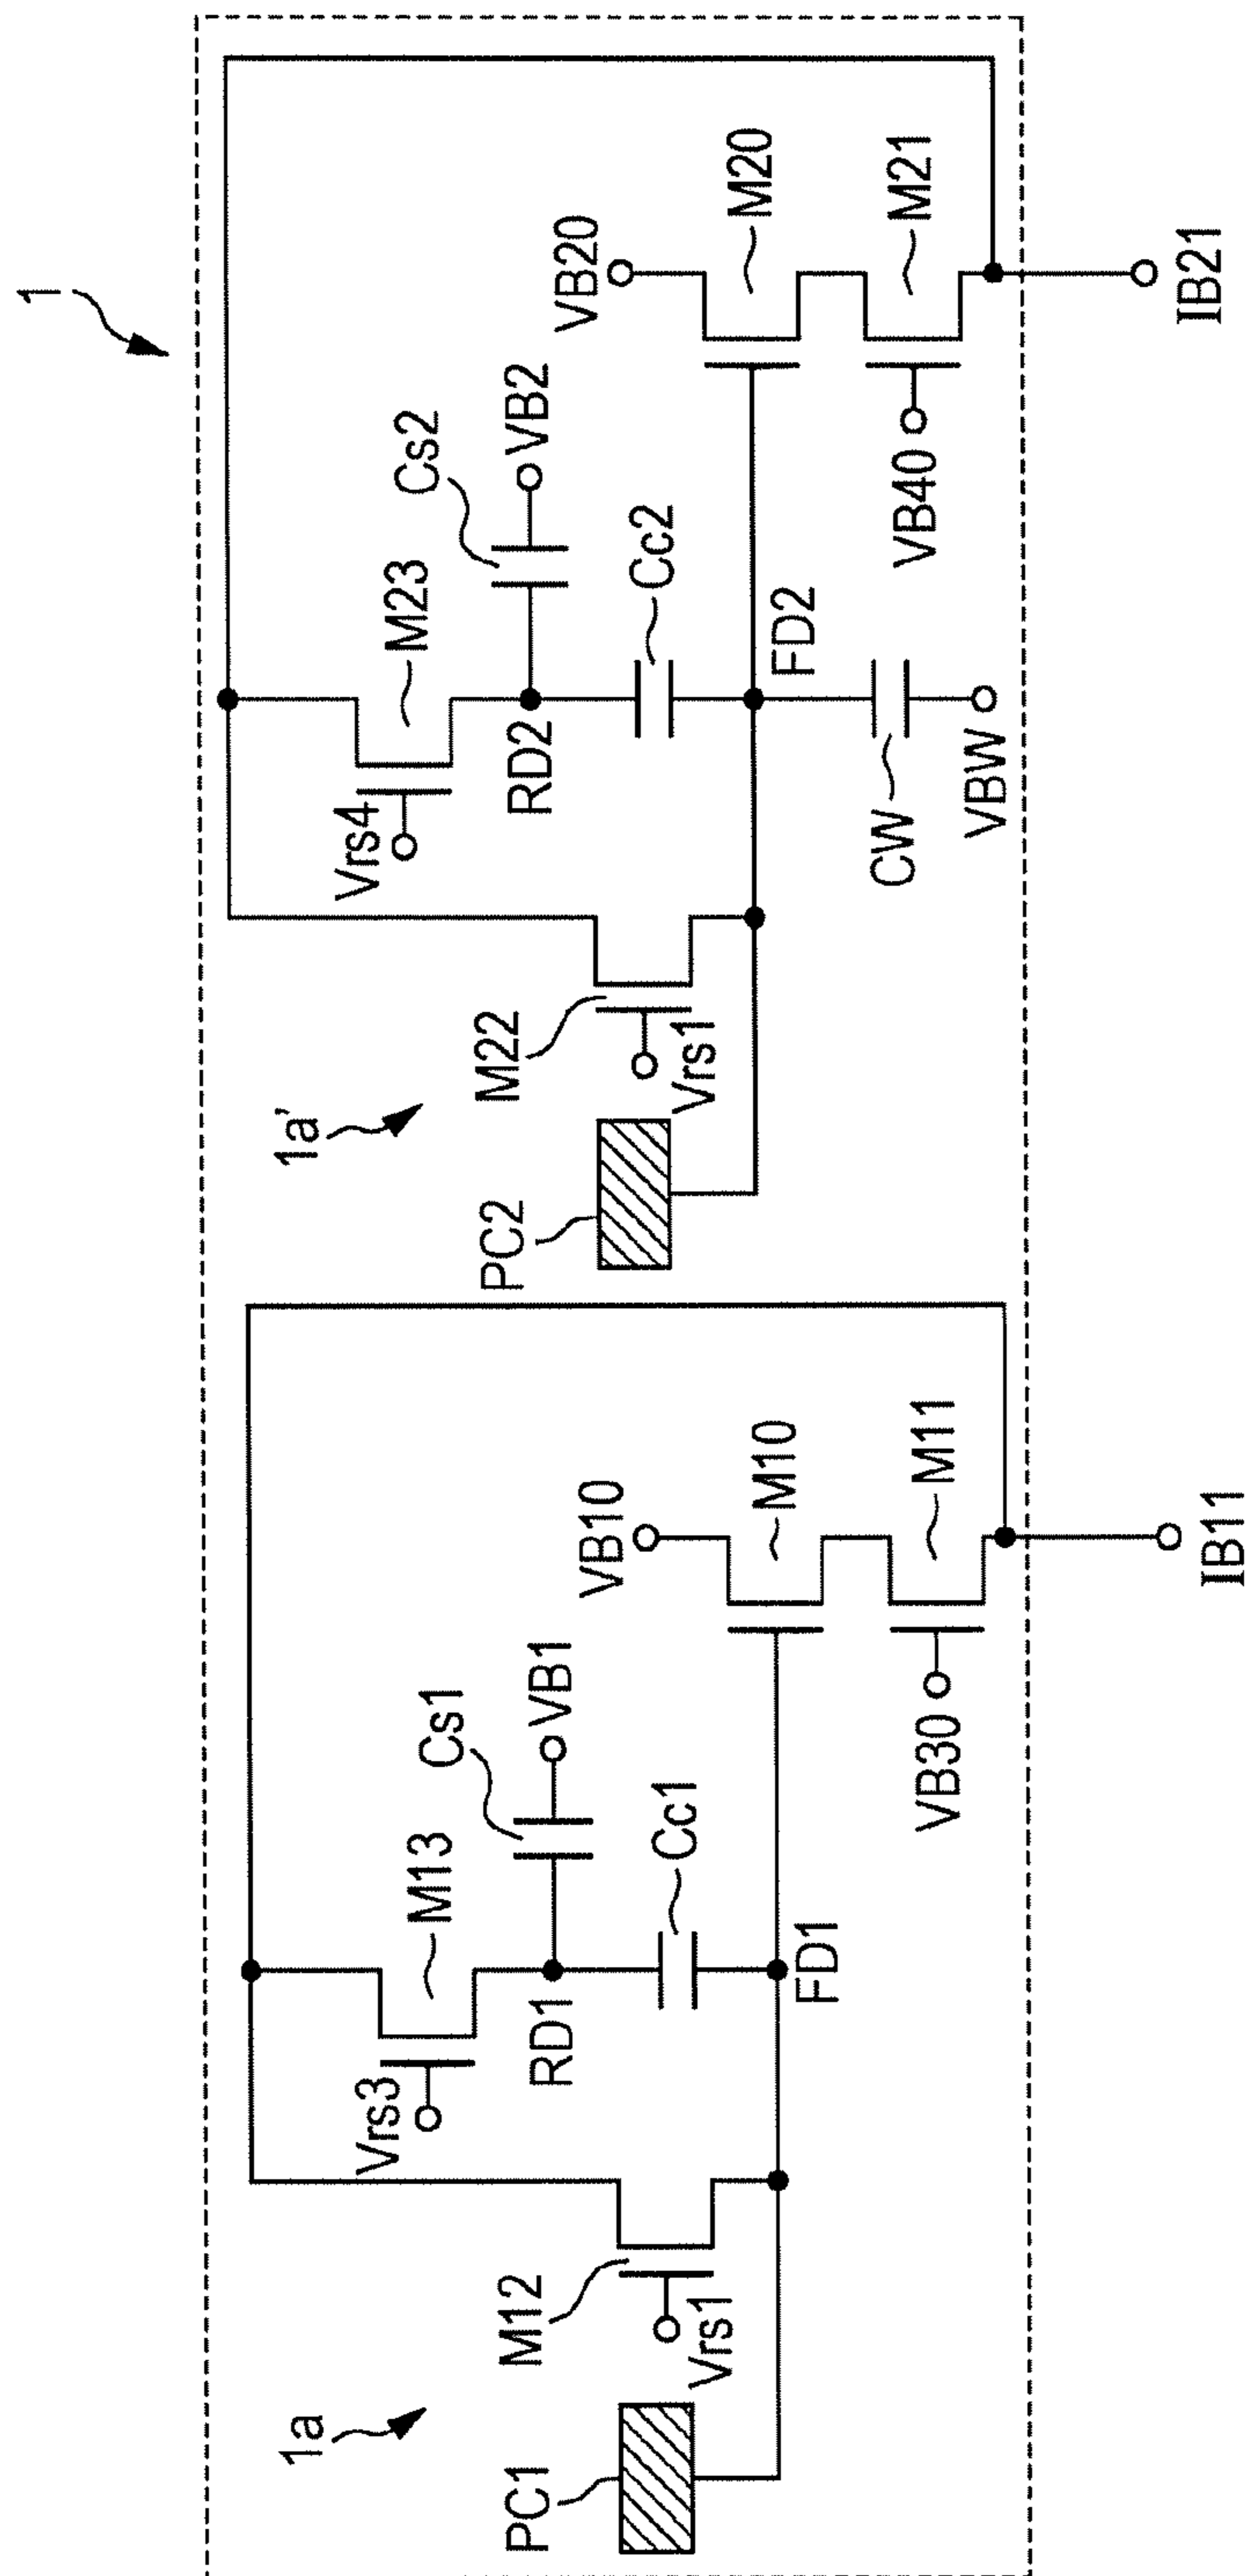 1
1a
PC1
M12
Vrs1
Vrs3
M13
RD1
Cs1
VB1
Cc1
FD1
VB10
M10
M11
VB30
IB11
1a'
PC2
M22
Vrs1
Vrs4
M23
RD2
Cs2
VB2
Cc2
FD2
CW
VBW
VB20
M20
M21
VB40
IB21